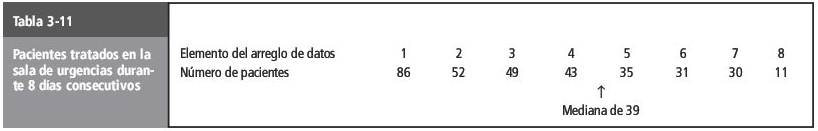 Tabla 3-11
Pacientes tratados en la
sala de urgencias duran-
te 8 días consecutivos
Elemento del arreglo de datos 1 2 3 4 5 6 7 8
Número de pacientes 86 52 49 43 35 31 30 11
↑
Mediana de 39